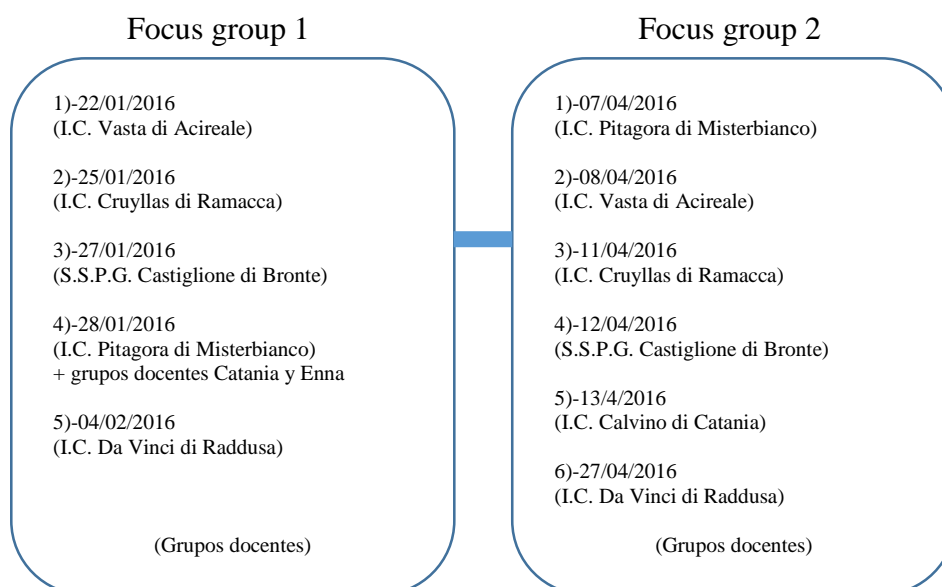 Focus group 1
1)-22/01/2016
(I.C. Vasta di Acireale)
2)-25/01/2016
(I.C. Cruyllas di Ramacca)
3)-27/01/2016
(S.S.P.G. Castiglione di Bronte)
4)-28/01/2016
(I.C. Pitagora di Misterbianco)
+ grupos docentes Catania y Enna
5)-04/02/2016
(I.C. Da Vinci di Raddusa)
(Grupos docentes)
Focus group 2
1)-07/04/2016
(I.C. Pitagora di Misterbianco)
2)-08/04/2016
(I.C. Vasta di Acireale)
3)-11/04/2016
(I.C. Cruyllas di Ramacca)
4)-12/04/2016
(S.S.P.G. Castiglione di Bronte)
5)-13/4/2016
(I.C. Calvino di Catania)
6)-27/04/2016
(I.C. Da Vinci di Raddusa)
(Grupos docentes)